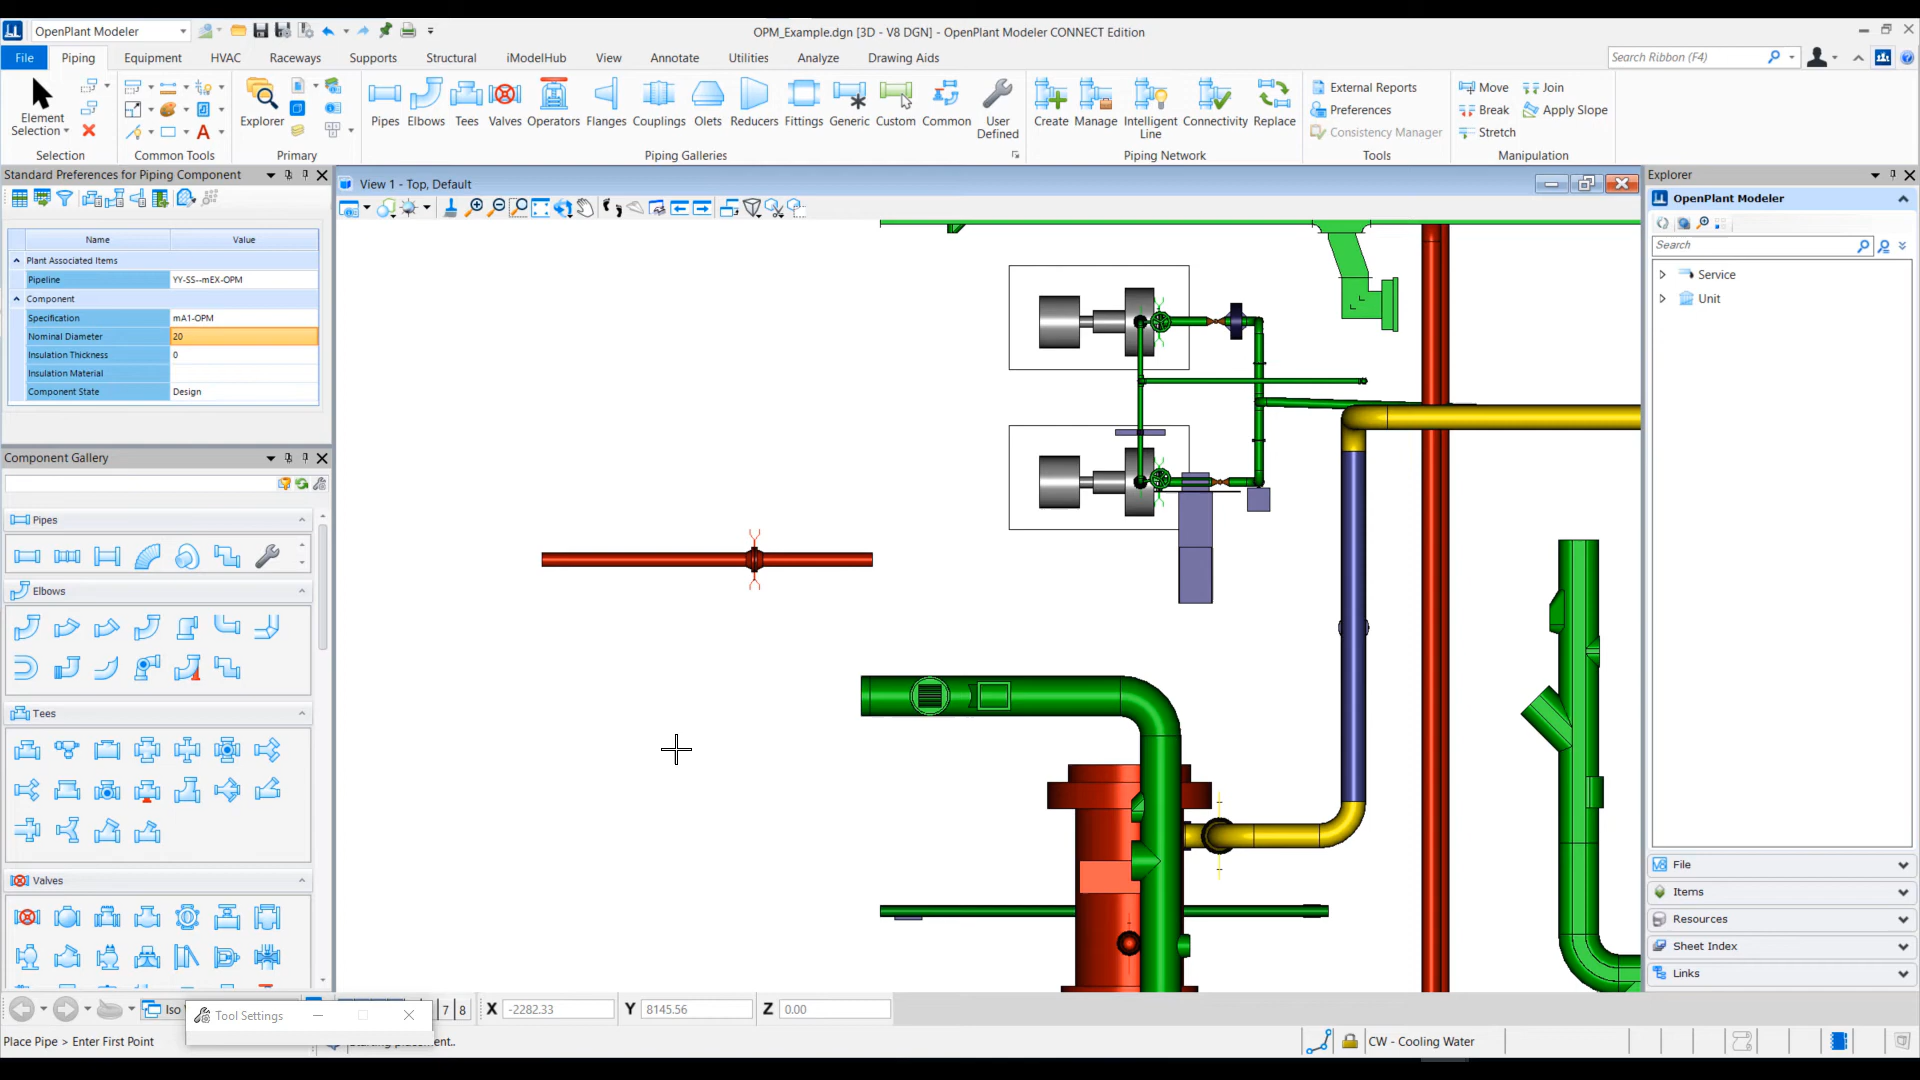 OpenPlant Modeler
OPM_Example.dgn [3D - V8 DGN] - OpenPlant Modeler CONNECT Edition
File Piping Equipment HVAC Raceways Supports Structural iModelHub View Annotate Utilities Analyze Drawing Aids
Search Ribbon (F4)
Element Selection
Explorer
Pipes Elbows Tees Valves Operators Flanges Couplings Olets Reducers Fittings Generic Custom Common User Defined
Create Manage Intelligent Line Connectivity Replace
External Reports
Preferences
Consistency Manager
Move Join
Break Apply Slope
Stretch
Selection Common Tools Primary Piping Galleries Piping Network Tools Manipulation
Standard Preferences for Piping Component
Name Value
Plant Associated Items
Pipeline YY-SS--mEX-OPM
Component
Specification mA1-OPM
Nominal Diameter 20
Insulation Thickness 0
Insulation Material
Component State Design
Component Gallery
Pipes
Elbows
Tees
Valves
View 1 - Top, Default
Explorer
OpenPlant Modeler
Search
Service
Unit
File
Items
Resources
Sheet Index
Links
Iso
Tool Settings
7 8
X -2282.33 Y 8145.56 Z 0.00
Place Pipe > Enter First Point
CW - Cooling Water